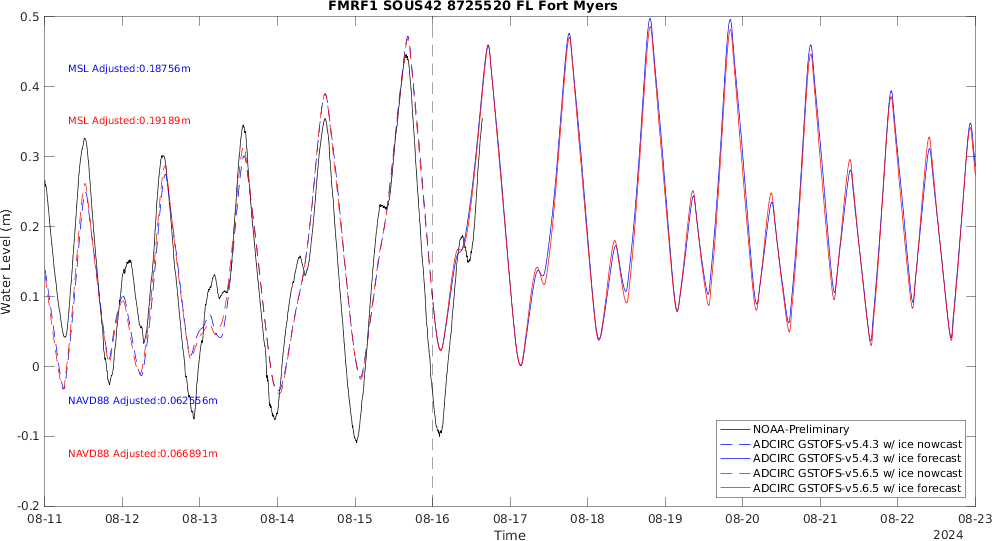 FMRF1 SOUS42 8725520 FL Fort Myers
0.5
0.4
0.3
0.2
0.1
0
-0.1
-0.2
Water Level (m)
MSL Adjusted:0.18756m
MSL Adjusted:0.19189m
NAVD88 Adjusted:0.062556m
NAVD88 Adjusted:0.066891m
NOAA-Preliminary
ADCIRC GSTOFS-v5.4.3 w/ ice nowcast
ADCIRC GSTOFS-v5.4.3 w/ ice forecast
ADCIRC GSTOFS-v5.6.5 w/ ice nowcast
ADCIRC GSTOFS-v5.6.5 w/ ice forecast
08-11 08-12 08-13 08-14 08-15 08-16 08-17 08-18 08-19 08-20 08-21 08-22 08-23
Time
2024